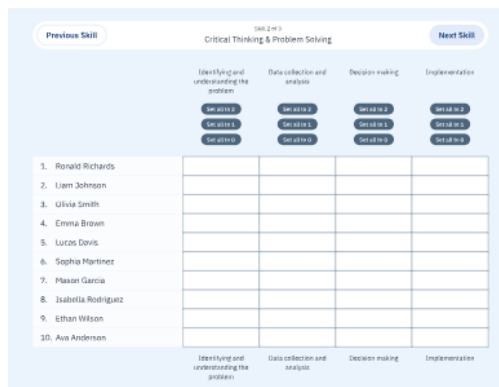 Previous Skill
Skill 2 of 3
Critical Thinking & Problem Solving
Next Skill
Identifying and understanding the problem
Data collection and analysis
Decision making
Implementation
Set all to 2
Set all to 2
Set all to 2
Set all to 2
Set all to 1
Set all to 1
Set all to 1
Set all to 1
Set all to 0
Set all to 0
Set all to 0
Set all to 0
1. Ronald Richards
2. Liam Johnson
3. Olivia Smith
4. Emma Brown
5. Lucas Davis
6. Sophia Martinez
7. Mason Garcia
8. Isabella Rodriguez
9. Ethan Wilson
10. Ava Anderson
Identifying and understanding the problem
Data collection and analysis
Decision making
Implementation